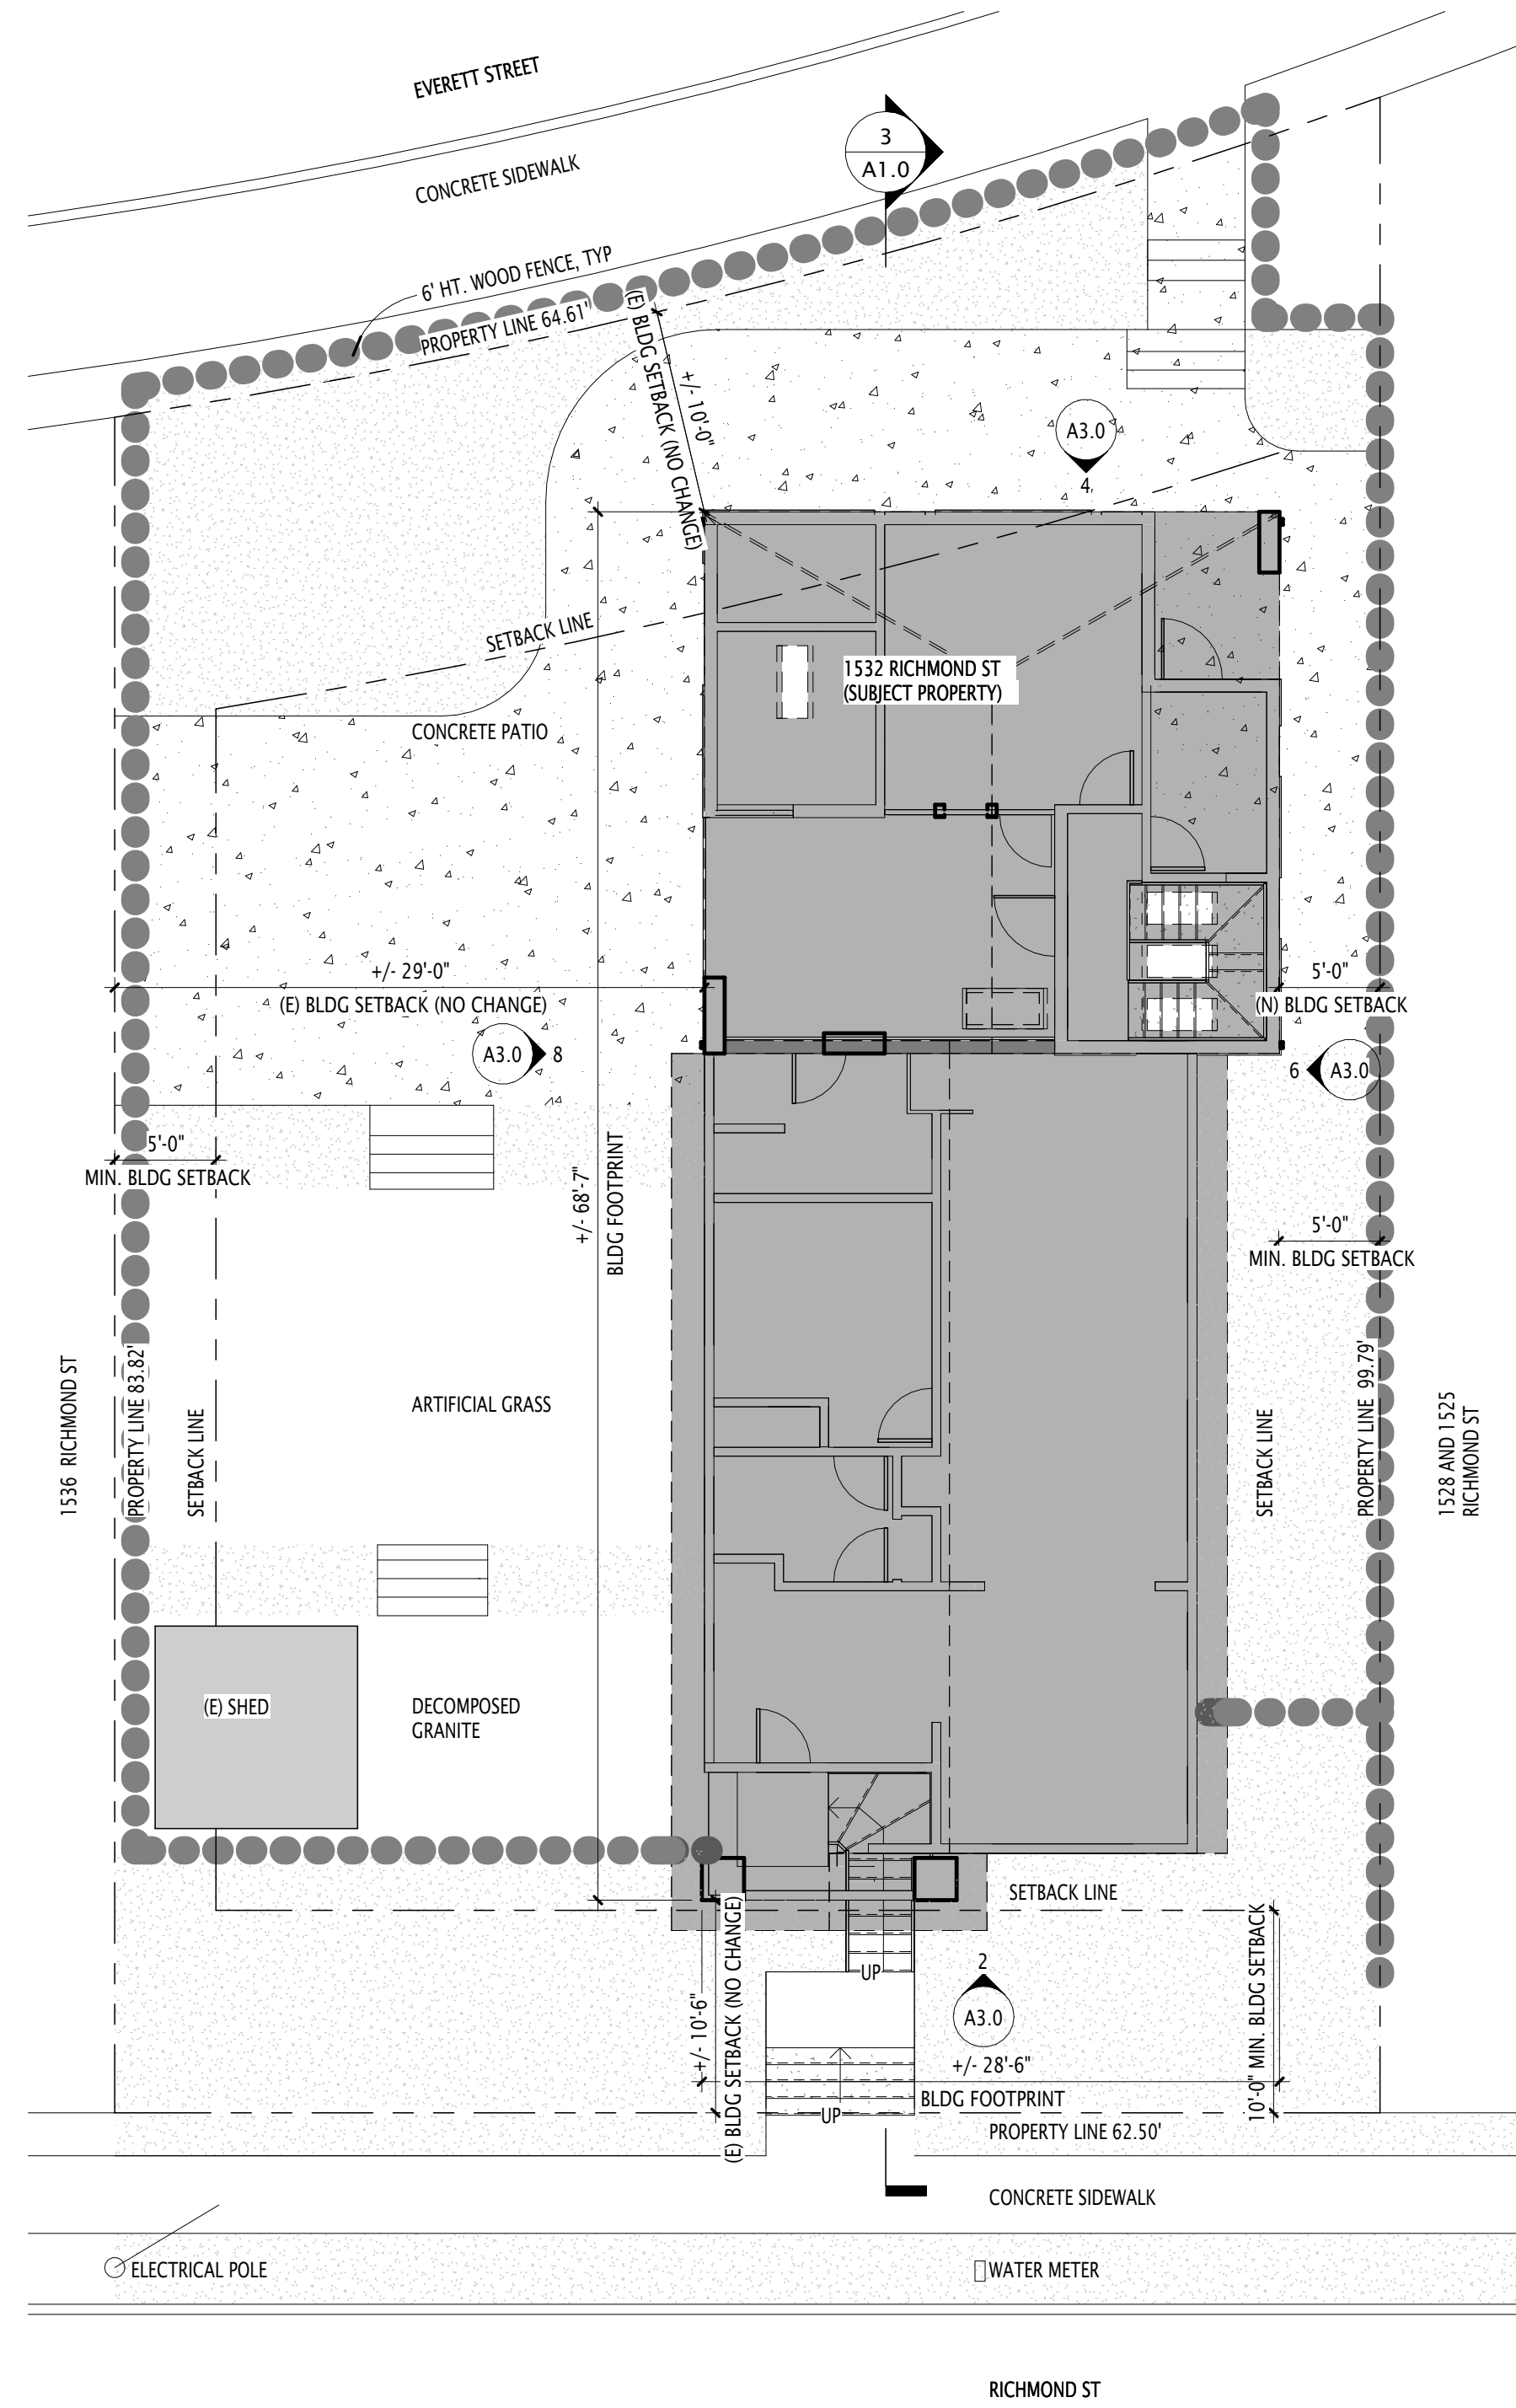 EVERETT STREET
CONCRETE SIDEWALK
3
A1.0
6' HT. WOOD FENCE, TYP
PROPERTY LINE 64.61'
(E) BLDG SETBACK (NO CHANGE)
+/- 10'-0"
A3.0
4
SETBACK LINE
1532 RICHMOND ST
(SUBJECT PROPERTY)
CONCRETE PATIO
+/- 29'-0"
(E) BLDG SETBACK (NO CHANGE)
5'-0"
(N) BLDG SETBACK
A3.0
8
6
A3.0
5'-0"
MIN. BLDG SETBACK
+/- 68'-7"
BLDG FOOTPRINT
5'-0"
MIN. BLDG SETBACK
1536 RICHMOND ST
PROPERTY LINE 83.82'
SETBACK LINE
ARTIFICIAL GRASS
SETBACK LINE
PROPERTY LINE 99.79'
1528 AND 1525
RICHMOND ST
(E) SHED
DECOMPOSED
GRANITE
SETBACK LINE
UP
2
A3.0
+/- 10'-6"
(E) BLDG SETBACK (NO CHANGE)
10'-0" MIN. BLDG SETBACK
+/- 28'-6"
BLDG FOOTPRINT
UP
PROPERTY LINE 62.50'
CONCRETE SIDEWALK
ELECTRICAL POLE
WATER METER
RICHMOND ST